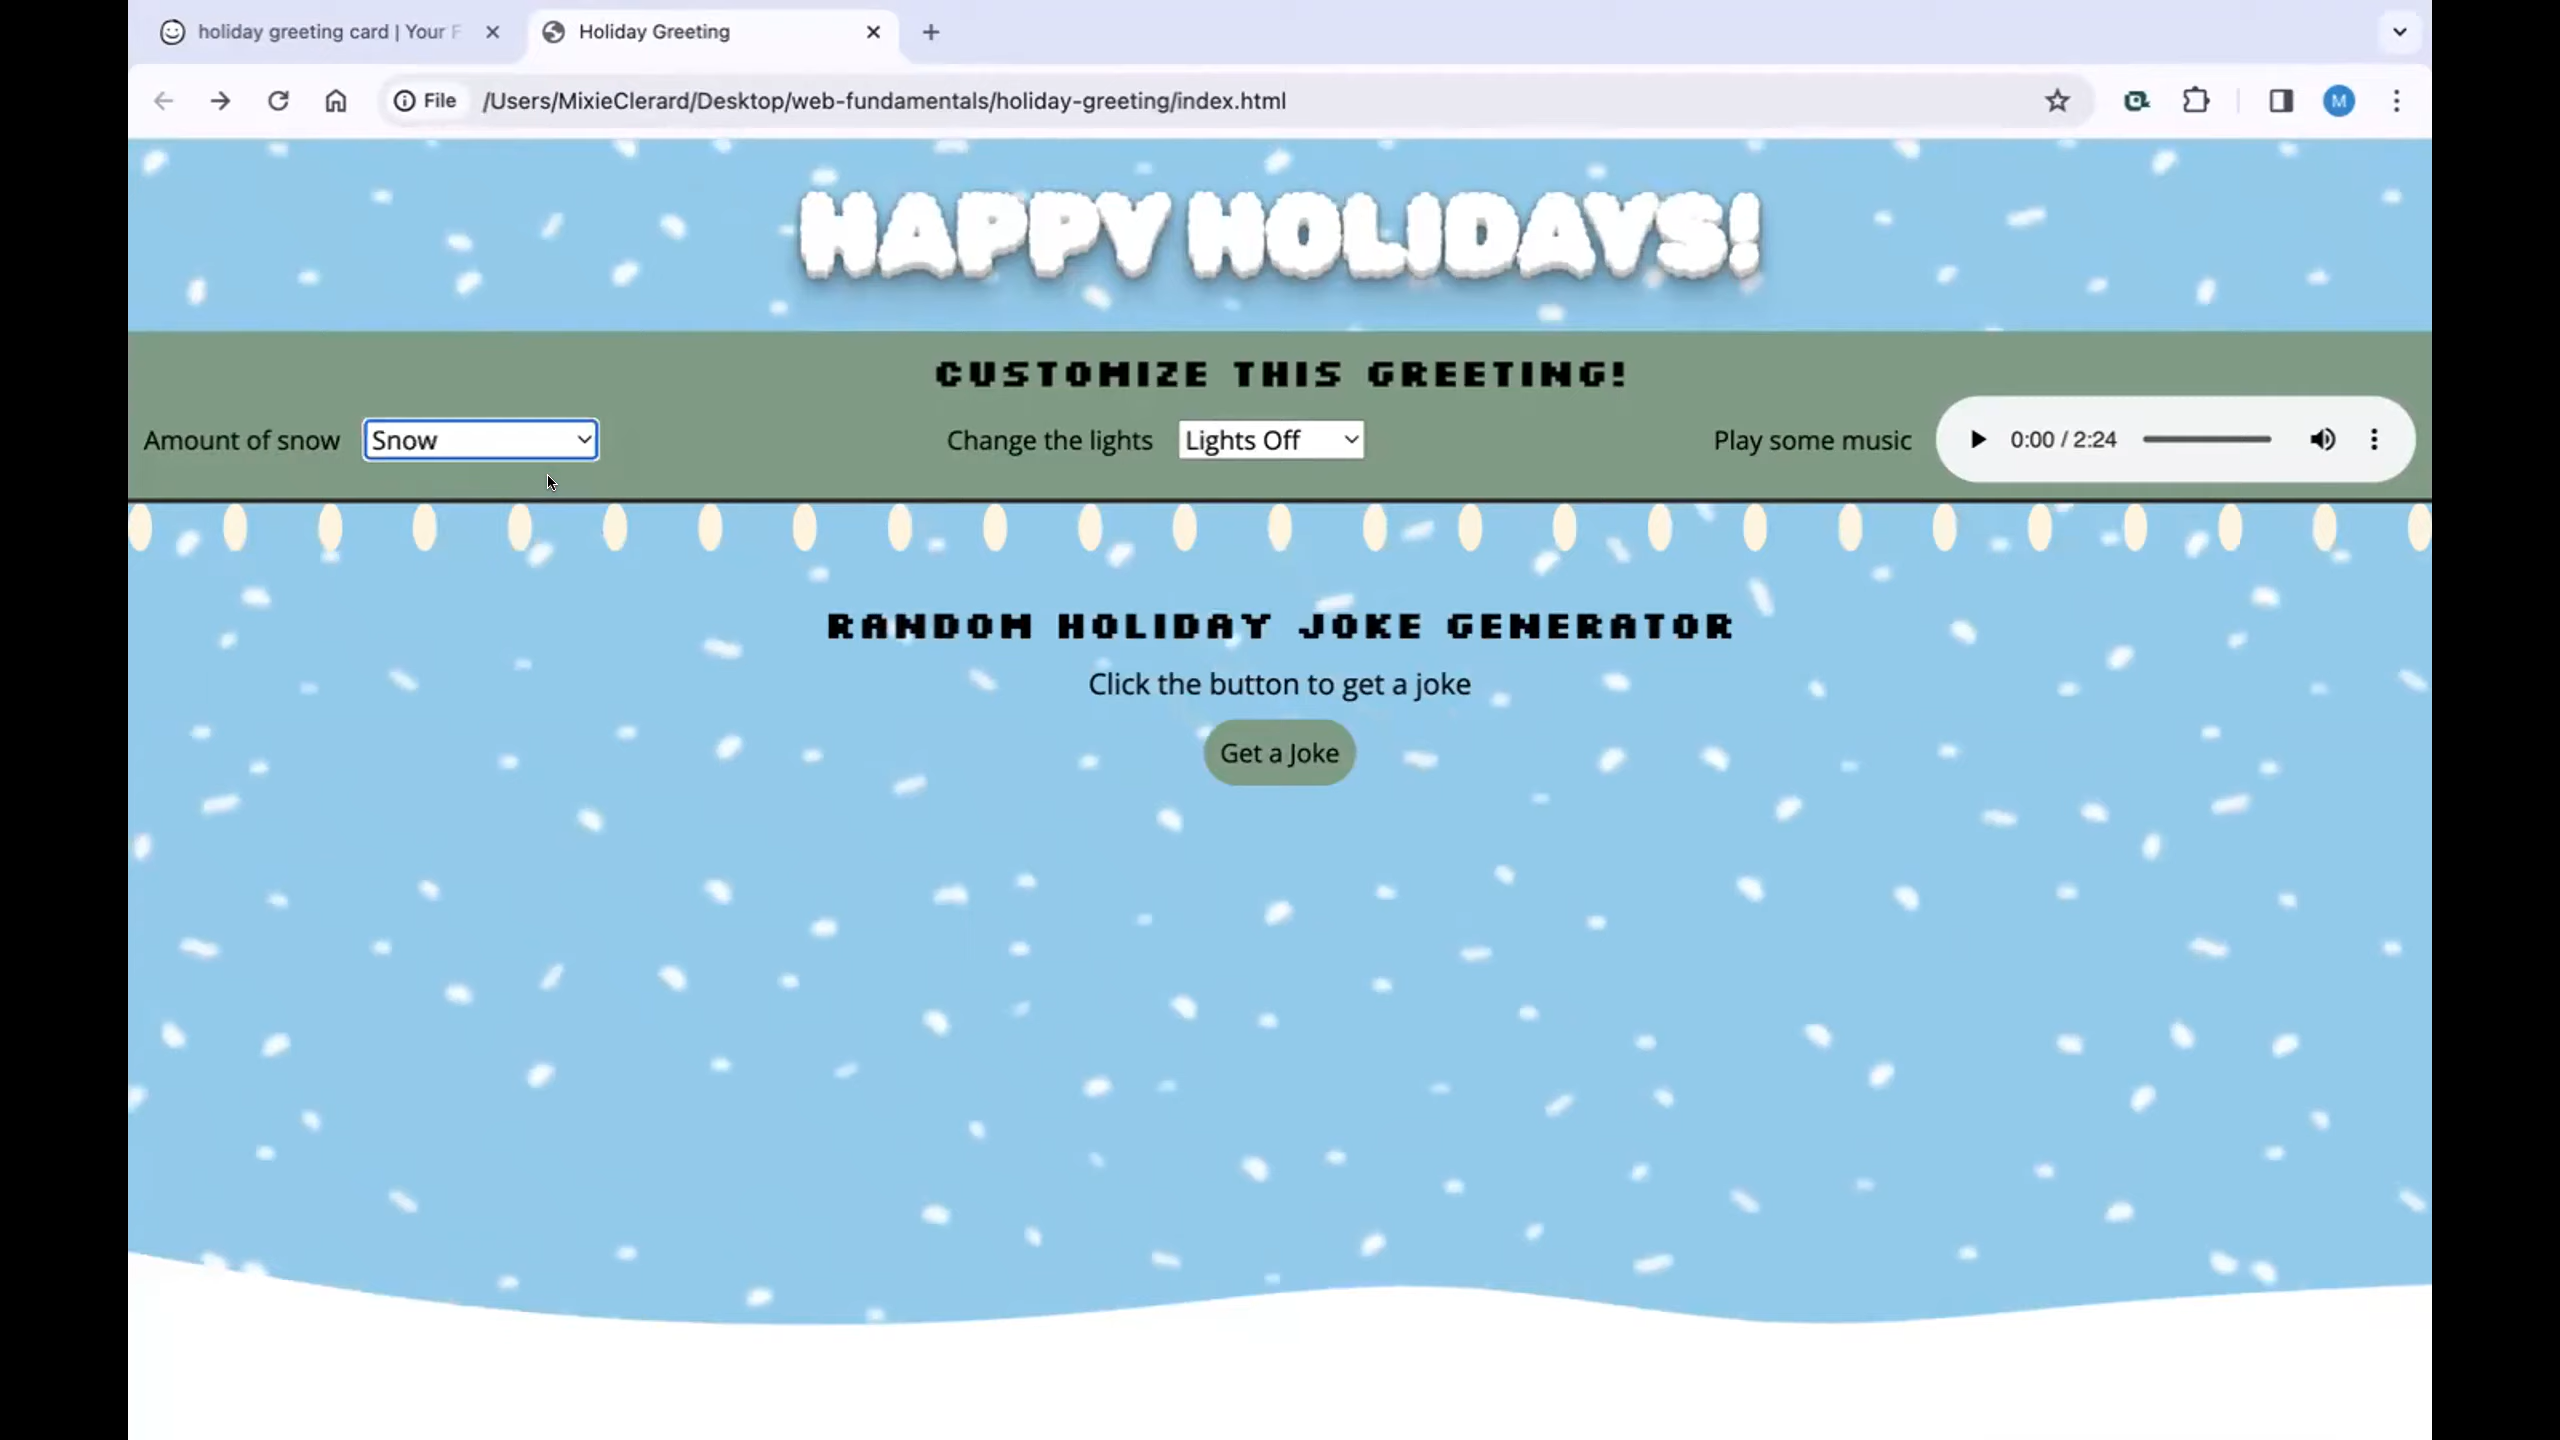 holiday greeting card | Your F
Holiday Greeting
File /Users/MixieClerard/Desktop/web-fundamentals/holiday-greeting/index.html
M
HAPPY HOLIDAYS!
CUSTOMIZE THIS GREETING!
Amount of snow Snow Change the lights Lights Off Play some music 0:00 / 2:24
RANDOM HOLIDAY JOKE GENERATOR
Click the button to get a joke
Get a Joke